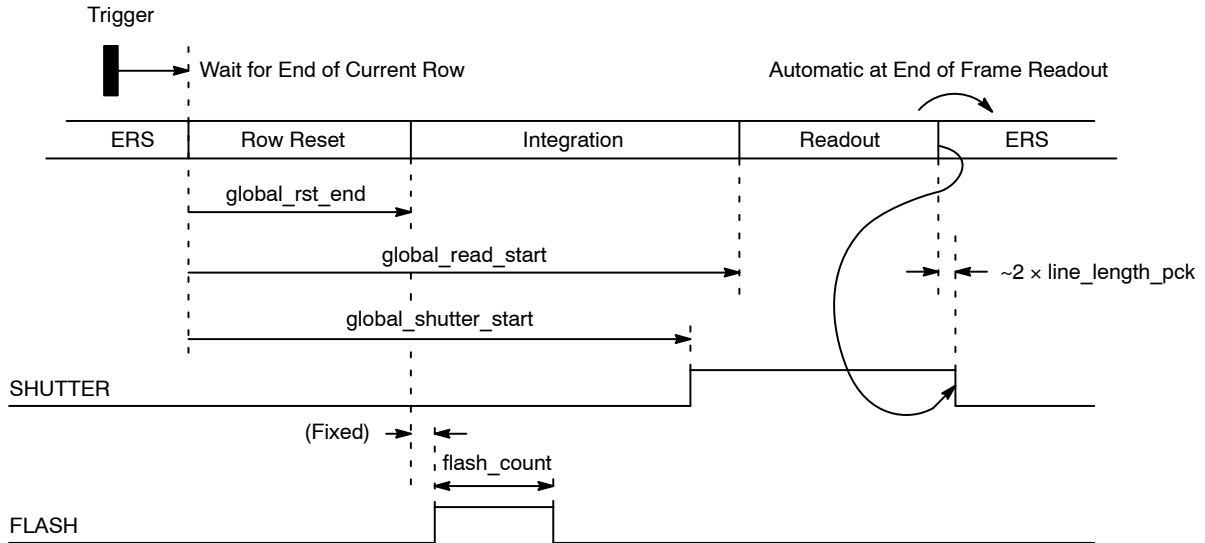 Trigger
Wait for End of Current Row
Automatic at End of Frame Readout
ERS
Row Reset
Integration
Readout
ERS
global_rst_end
global_read_start
~2 × line_length_pck
global_shutter_start
SHUTTER
(Fixed)
flash_count
FLASH